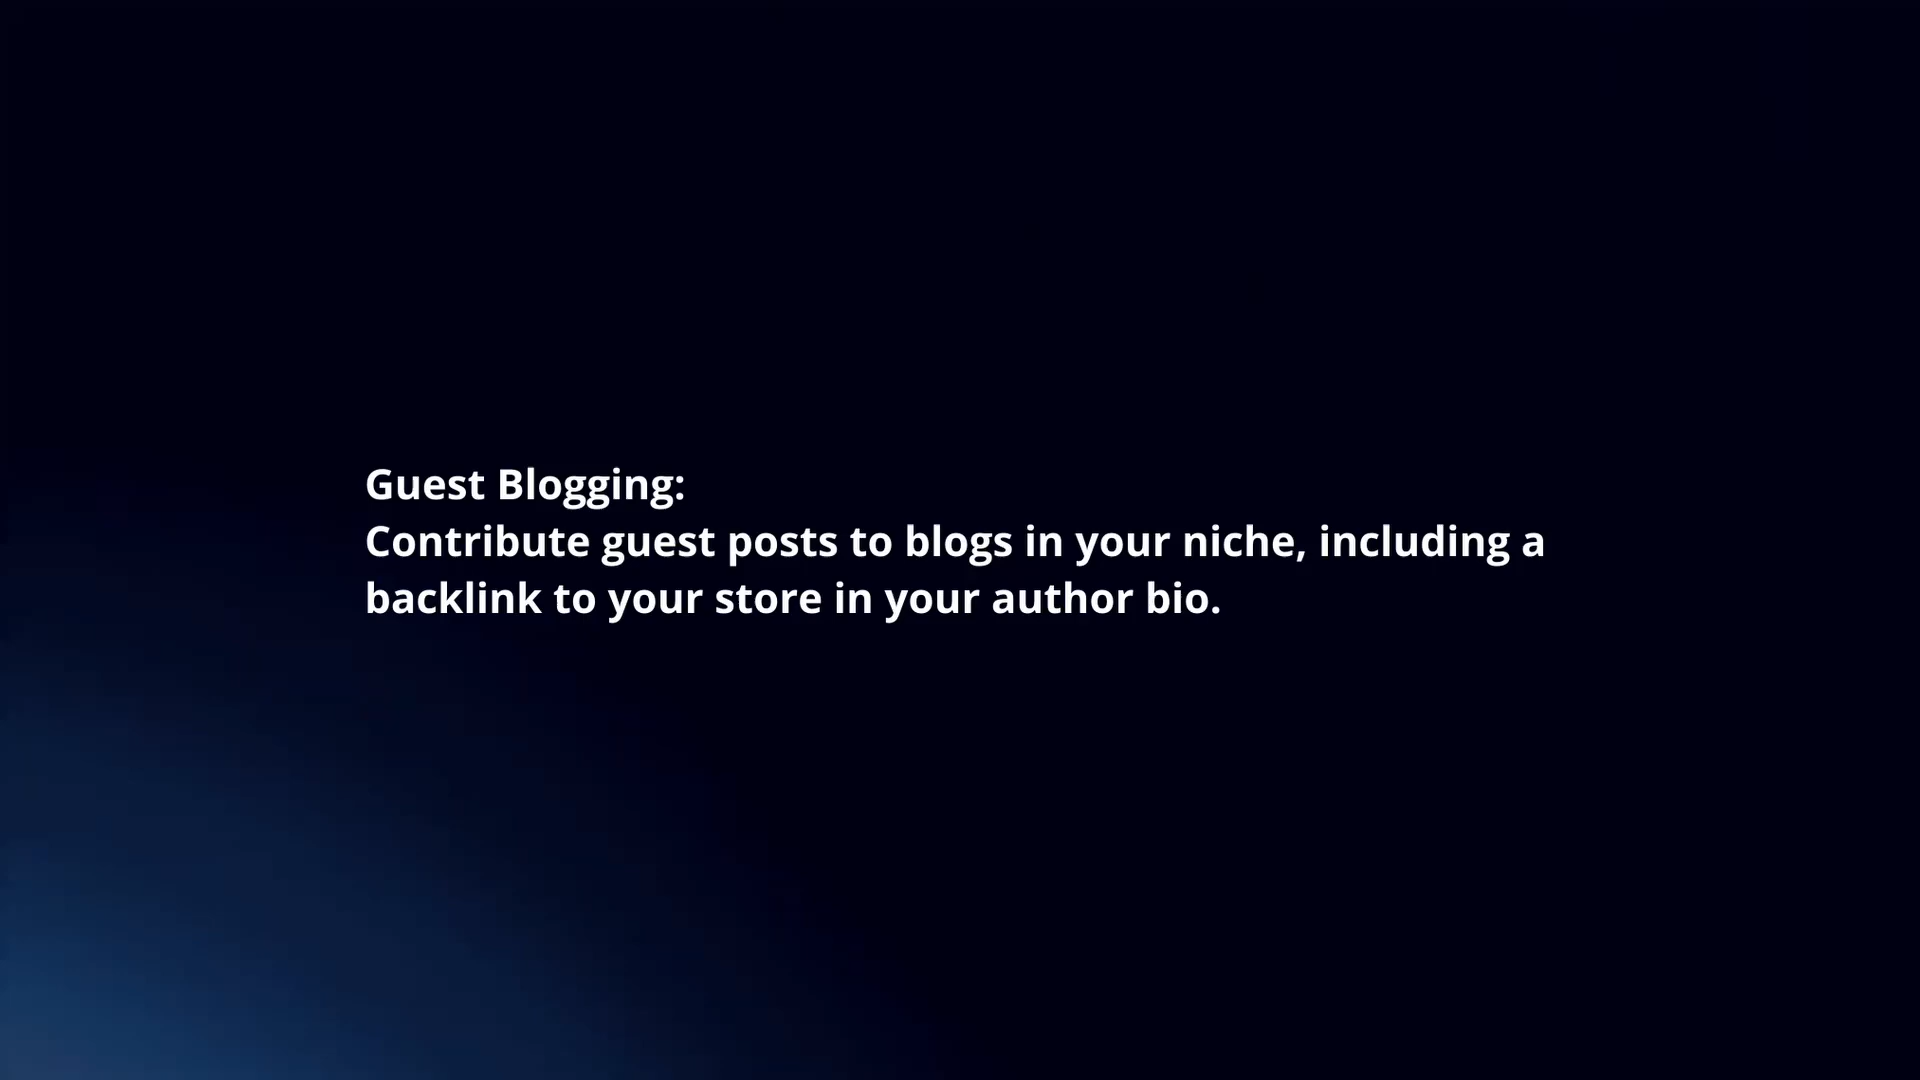 Guest Blogging:
Contribute guest posts to blogs in your niche, including a
backlink to your store in your author bio.